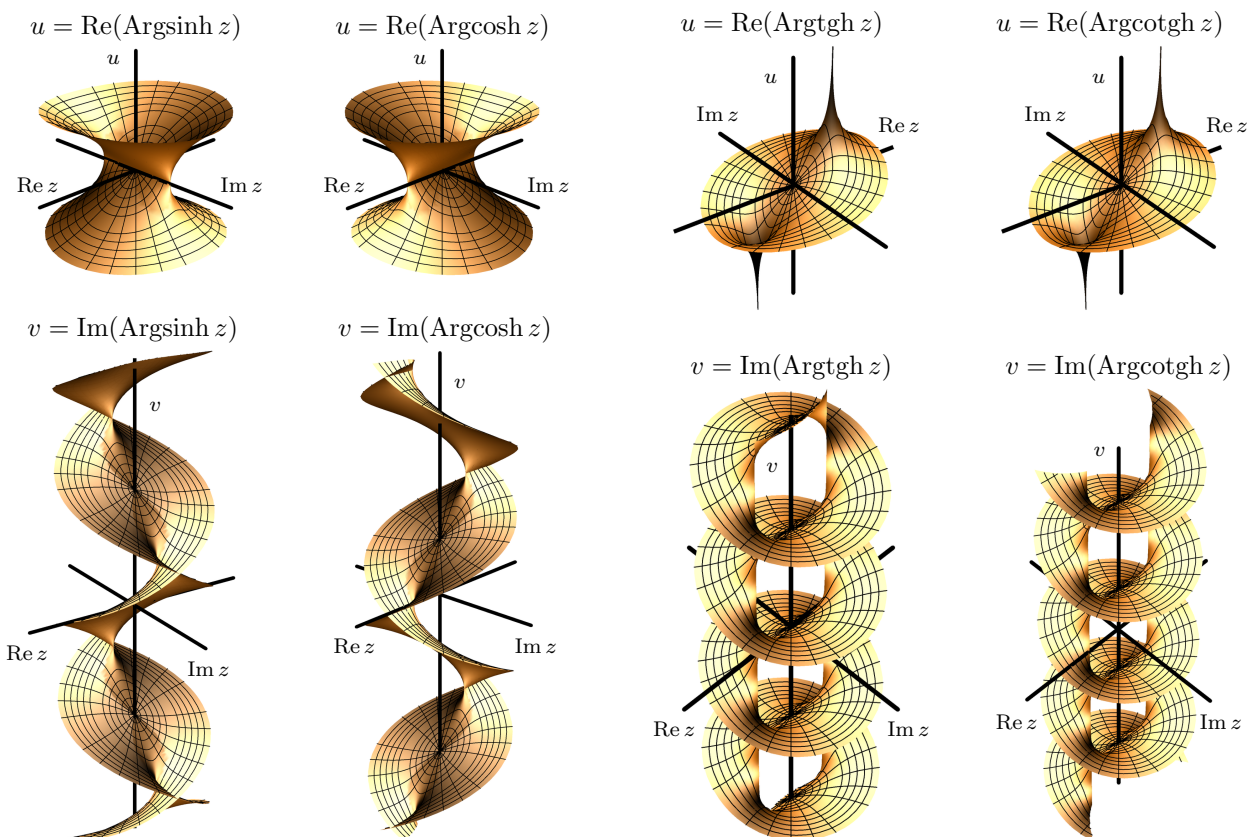 u = Re(Argsinh z)
u = Re(Argcosh z)
u = Re(Argtgh z)
u = Re(Argcotgh z)
u
u
u
u
Im z
Re z
Im z
Re z
Re z
Im z
Re z
Im z
v = Im(Argsinh z)
v = Im(Argcosh z)
v = Im(Argtgh z)
v = Im(Argcotgh z)
v
v
v
v
Re z
Im z
Re z
Im z
Re z
Im z
Re z
Im z